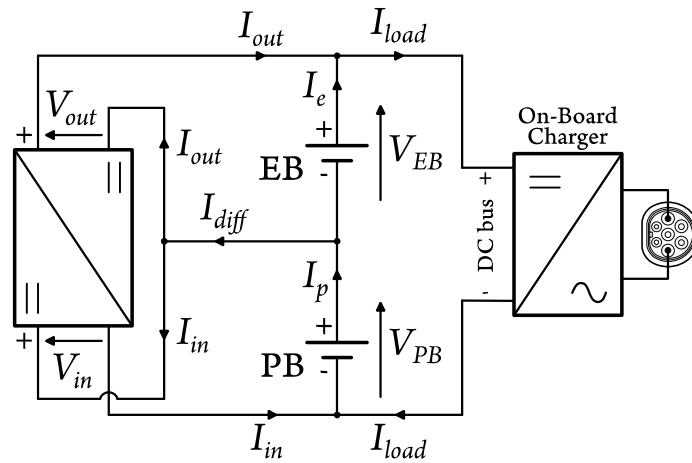 I_out
I_load
V_out
+
I_e
+
EB
-
V_EB
On-Board
Charger
I_out
I_diff
DC bus
+
-
I_p
+
V_in
I_in
+
PB
-
V_PB
I_in
I_load